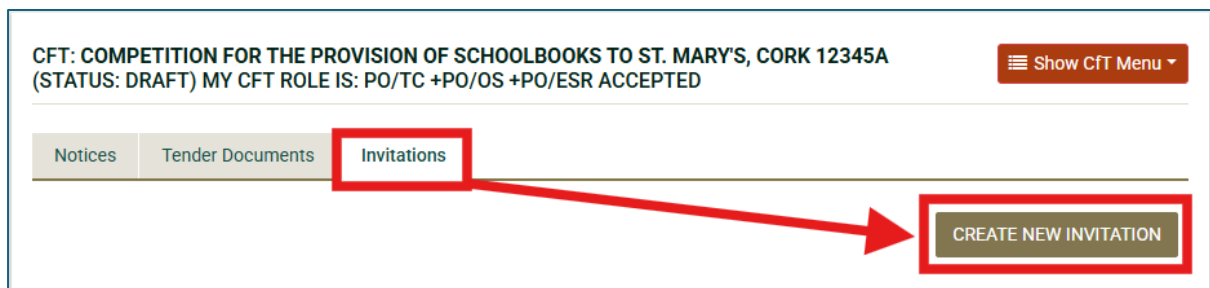 CFT: COMPETITION FOR THE PROVISION OF SCHOOLBOOKS TO ST. MARY'S, CORK 12345A
(STATUS: DRAFT) MY CFT ROLE IS: PO/TC +PO/OS +PO/ESR ACCEPTED
Show CfT Menu
Notices Tender Documents Invitations
CREATE NEW INVITATION